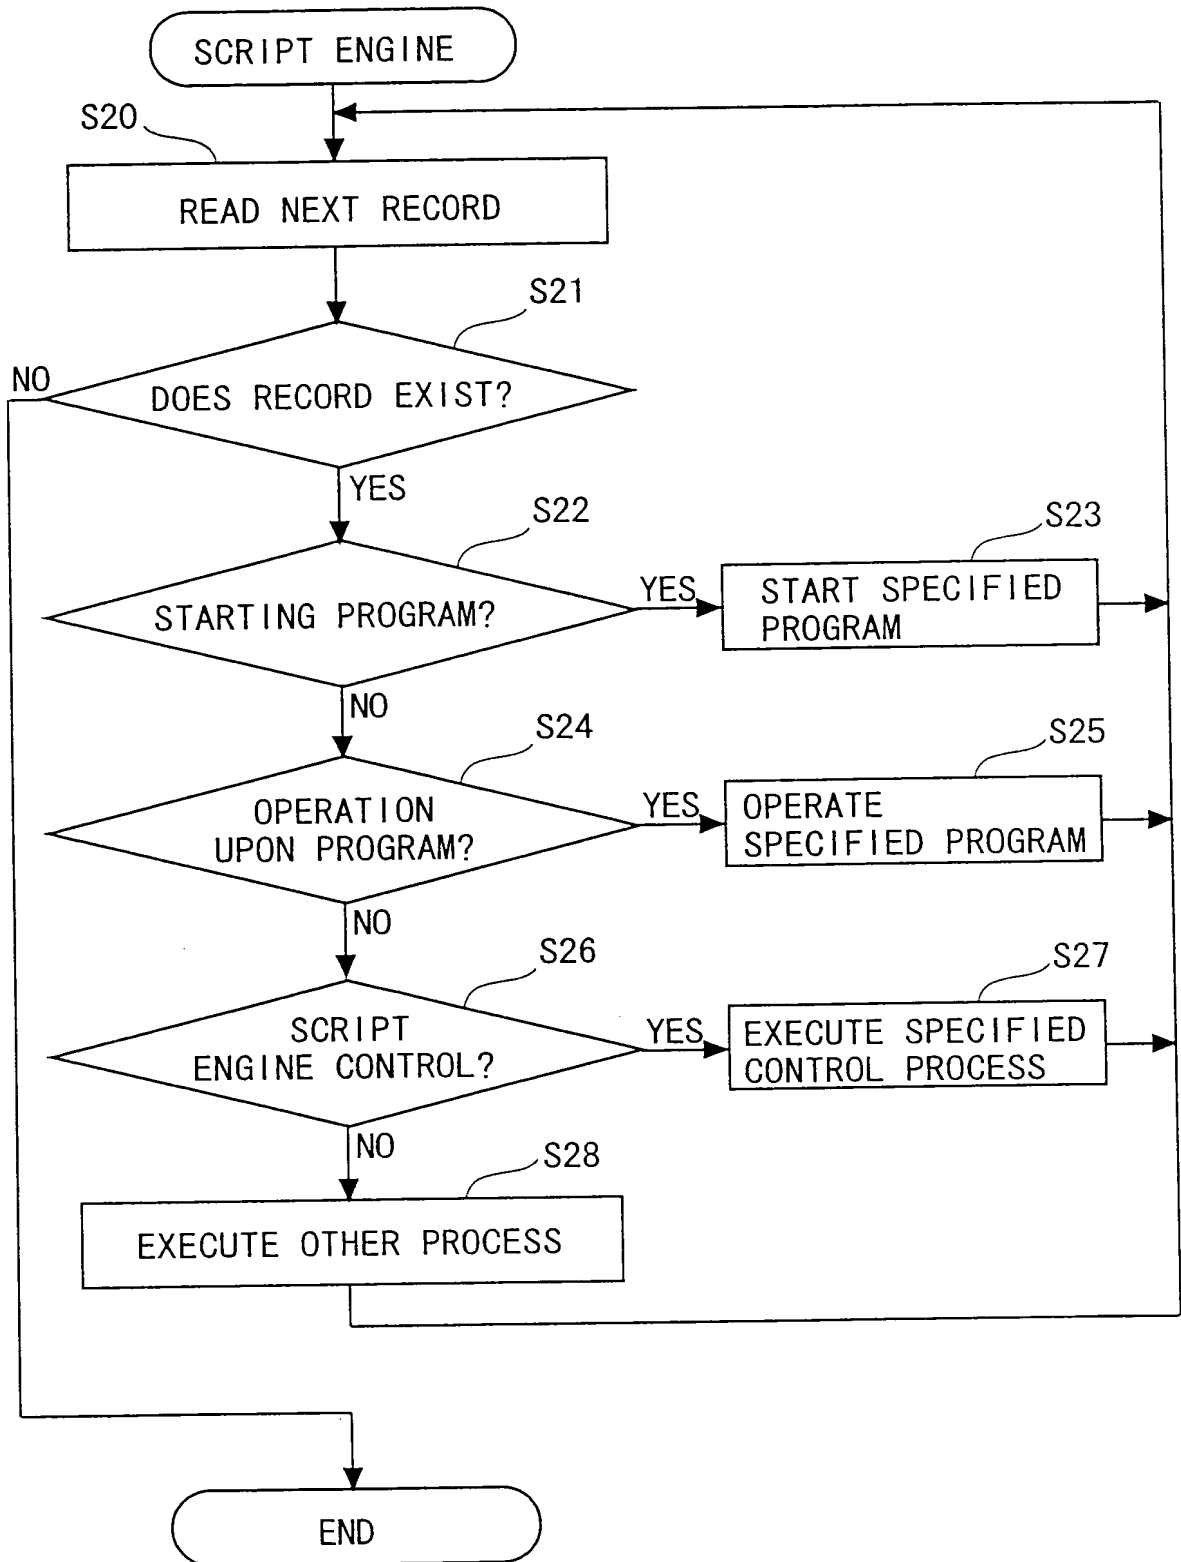 SCRIPT ENGINE
S20
READ NEXT RECORD
S21
NO
DOES RECORD EXIST?
YES
S22
S23
STARTING PROGRAM?
YES
START SPECIFIED
PROGRAM
NO
S24
S25
OPERATION
UPON PROGRAM?
YES
OPERATE
SPECIFIED PROGRAM
NO
S26
S27
SCRIPT
ENGINE CONTROL?
YES
EXECUTE SPECIFIED
CONTROL PROCESS
NO
S28
EXECUTE OTHER PROCESS
END